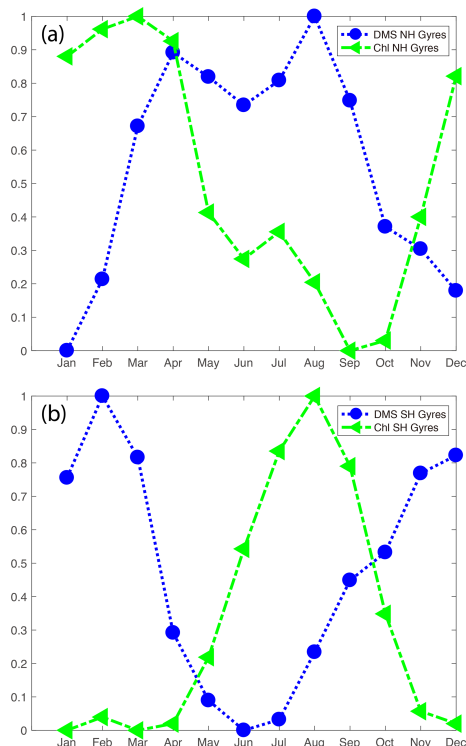 (a)
DMS NH Gyres
Chl NH Gyres
1
0.9
0.8
0.7
0.6
0.5
0.4
0.3
0.2
0.1
0
Jan Feb Mar Apr May Jun Jul Aug Sep Oct Nov Dec
(b)
DMS SH Gyres
Chl SH Gyres
1
0.9
0.8
0.7
0.6
0.5
0.4
0.3
0.2
0.1
0
Jan Feb Mar Apr May Jun Jul Aug Sep Oct Nov Dec